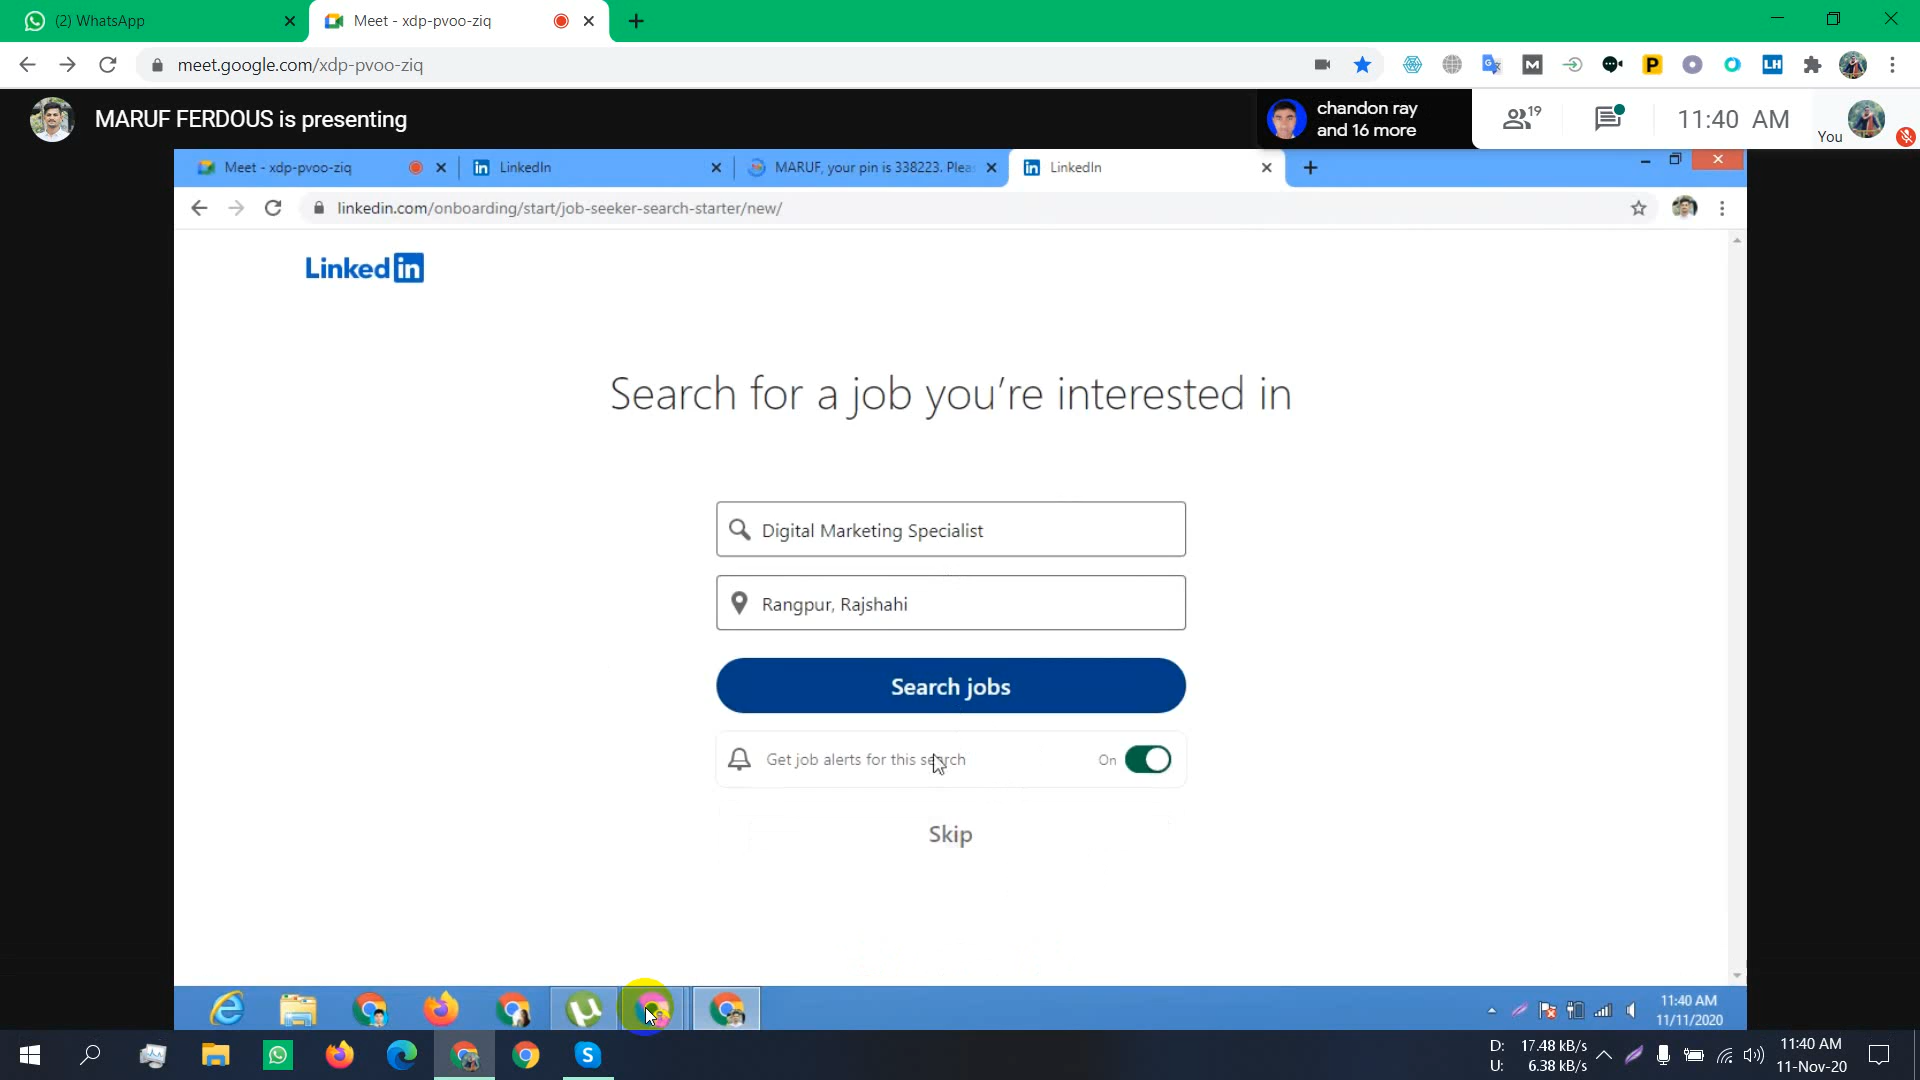 (2) WhatsApp
Meet - xdp-pvoo-ziq
meet.google.com/xdp-pvoo-ziq
MARUF FERDOUS is presenting
chandon ray
and 16 more
19
11:40 AM
You
Meet - xdp-pvoo-ziq
LinkedIn
MARUF, your pin is 338223. Plea
LinkedIn
linkedin.com/onboarding/start/job-seeker-search-starter/new/
Linked in
Search for a job you're interested in
Digital Marketing Specialist
Rangpur, Rajshahi
Search jobs
Get job alerts for this search
On
Skip
11:40 AM
11/11/2020
D: 17.48 kB/s
U: 6.38 kB/s
11:40 AM
11-Nov-20